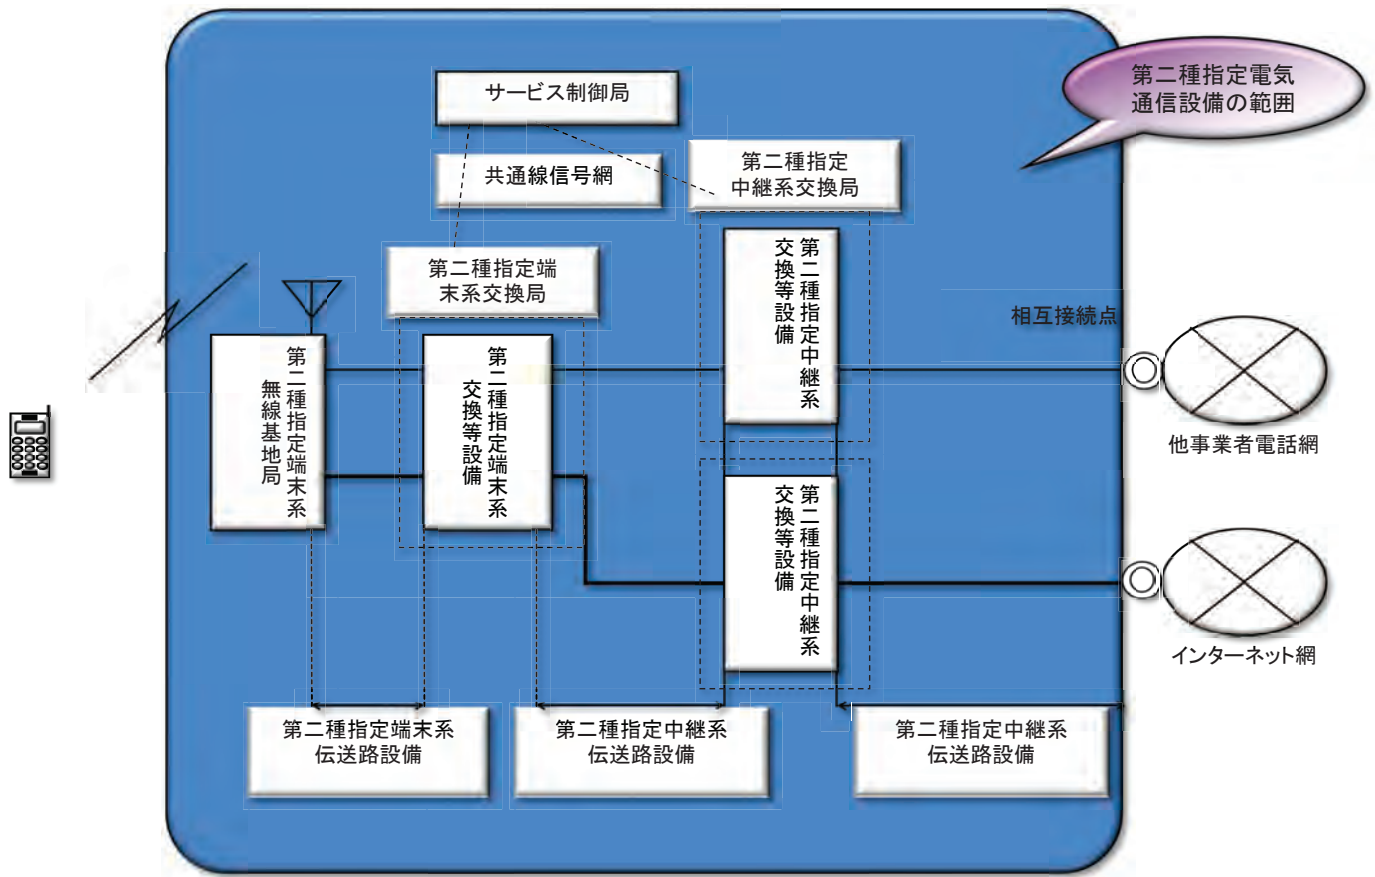 第二種指定電気
通信設備の範囲
サービス制御局
共通線信号網
第二種指定
中継系交換局
第二種指定端
末系交換局
第二種指定中継系
交換等設備
相互接続点
第二種指定端末系
無線基地局
第二種指定端末系
交換等設備
他事業者電話網
第二種指定中継系
交換等設備
インターネット網
第二種指定端末系
伝送路設備
第二種指定中継系
伝送路設備
第二種指定中継系
伝送路設備